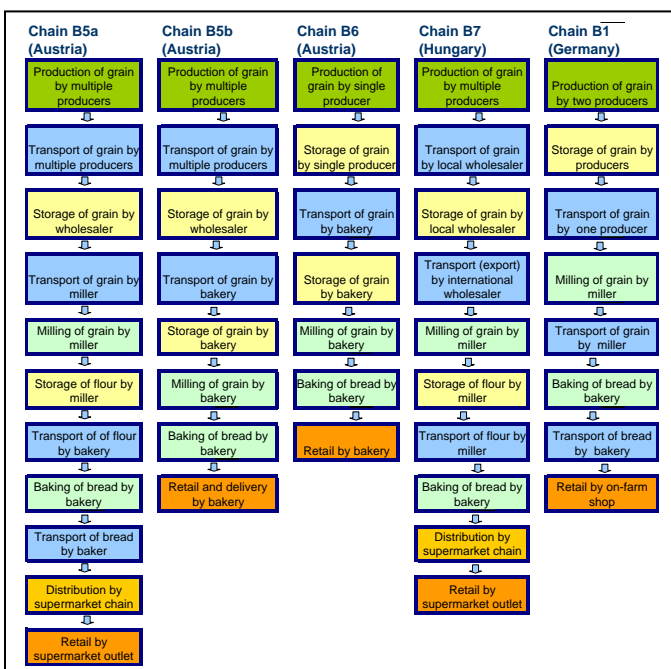 Chain B5a
(Austria)
Production of grain
by multiple
producers
Transport of grain by
multiple producers
Storage of grain by
wholesaler
Transport of grain by
miller
Milling of grain by
miller
Storage of flour by
miller
Transport of of flour
by bakery
Baking of bread by
bakery
Transport of bread
by baker
Distribution by
supermarket chain
Retail by
supermarket outlet
Chain B5b
(Austria)
Production of grain
by multiple
producers
Transport of grain by
multiple producers
Storage of grain by
wholesaler
Transport of grain by
bakery
Storage of grain by
bakery
Milling of grain by
bakery
Baking of bread by
bakery
Retail and delivery
by bakery
Chain B6
(Austria)
Production of
grain by single
producer
Storage of grain
by single producer
Transport of grain
by bakery
Storage of grain
by bakery
Milling of grain by
bakery
Baking of bread by
bakery
Retail by bakery
Chain B7
(Hungary)
Production of grain
by multiple
producers
Transport of grain
by local wholesaler
Storage of grain by
local wholesaler
Transport (export)
by international
wholesaler
Milling of grain by
miller
Storage of flour by
miller
Transport of flour by
miller
Baking of bread by
bakery
Distribution by
supermarket chain
Retail by
supermarket outlet
Chain B1
(Germany)
Production of grain
by two producers
Storage of grain by
producers
Transport of grain
by one producer
Milling of grain by
miller
Transport of grain
by miller
Baking of bread by
bakery
Transport of bread
by bakery
Retail by on-farm
shop